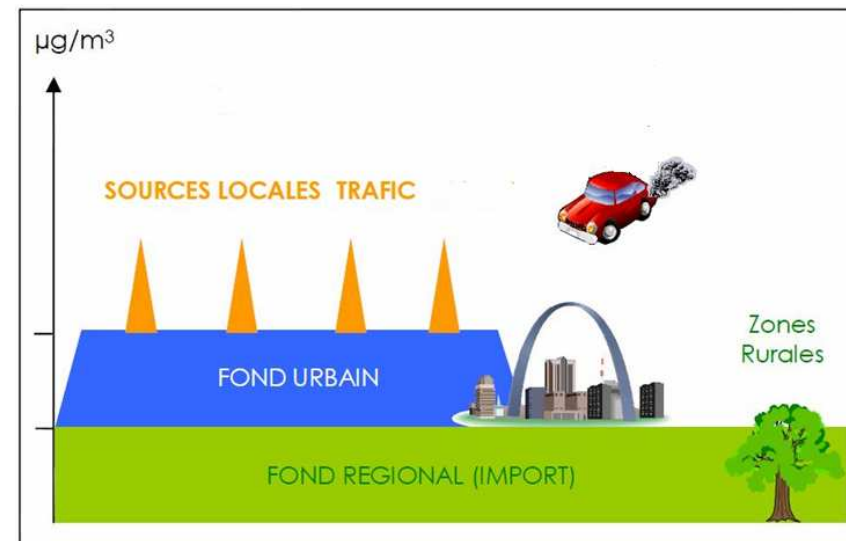 µg/m³
SOURCES LOCALES TRAFIC
Zones
Rurales
FOND URBAIN
FOND REGIONAL (IMPORT)